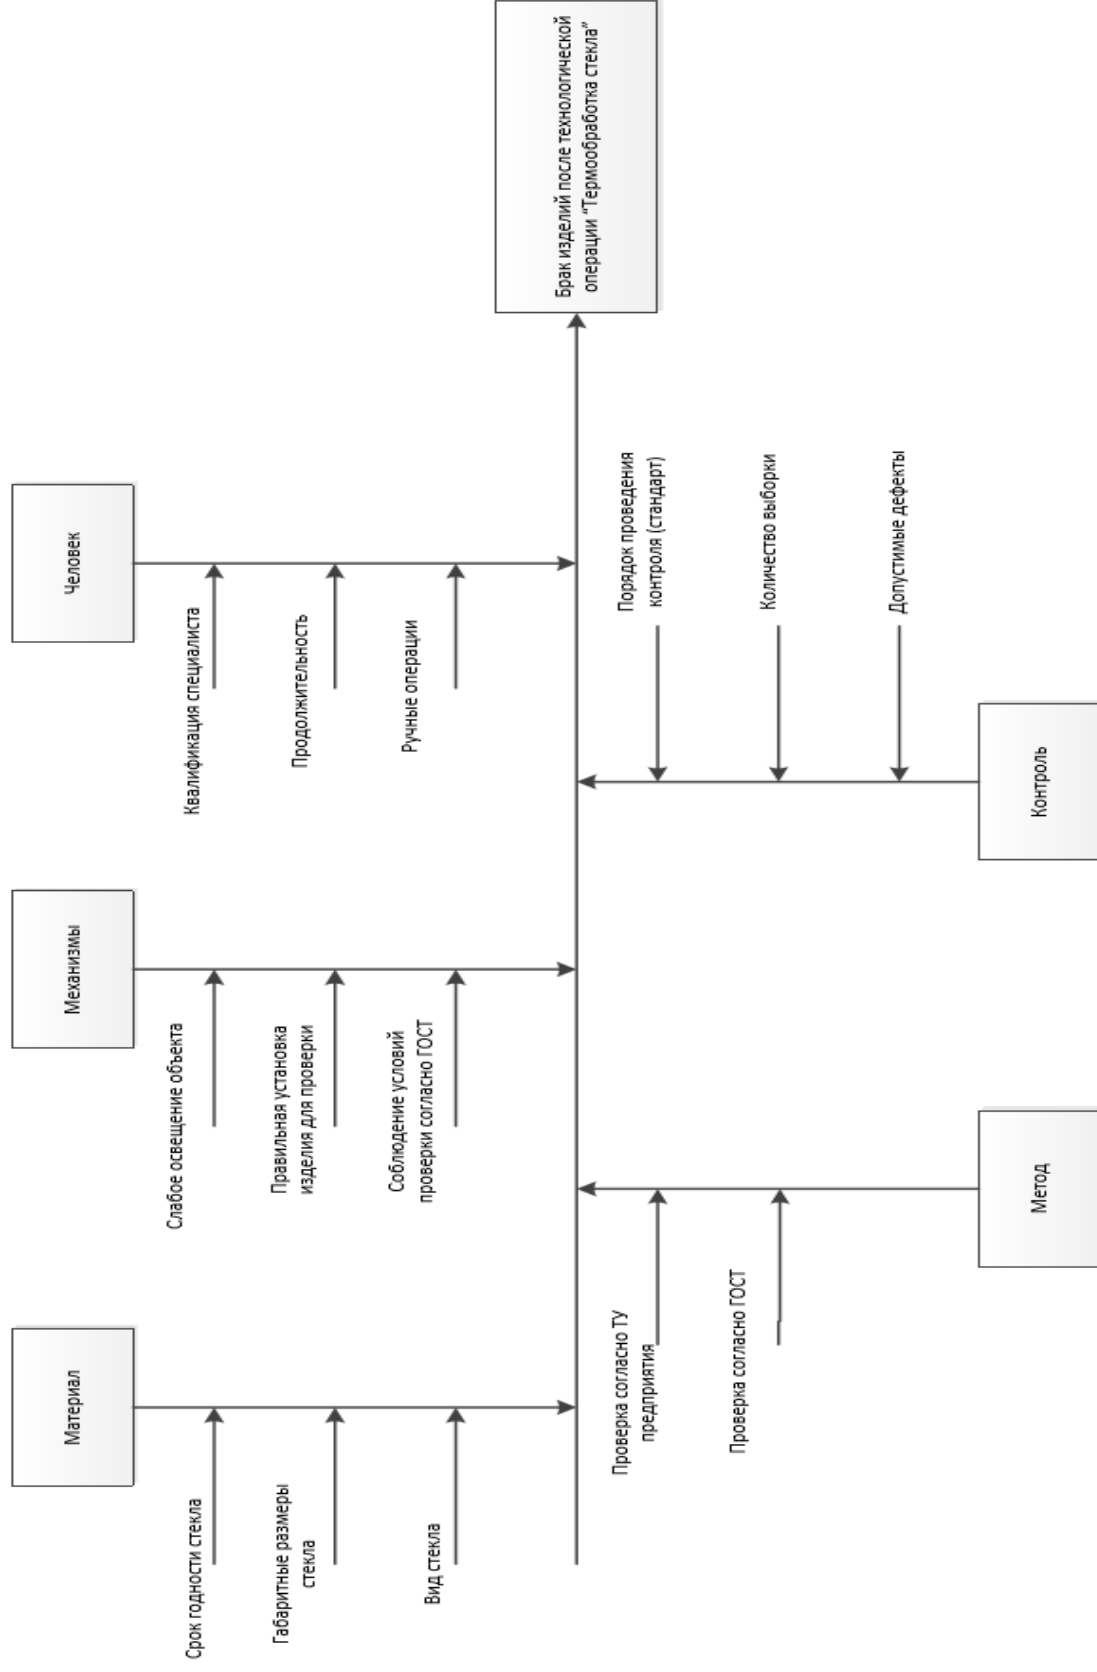 Материал
Механизмы
Человек
Срок годности стекла
Габаритные размеры
стекла
Вид стекла
Слабое освещение объекта
Правильная установка
изделия для проверки
Соблюдение условий
проверки согласно ГОСТ
Квалификация специалиста
Продолжительность
Ручные операции
Брак изделий после технологической
операции “Термообработка стекла”
Проверка согласно ТУ
предприятия
Проверка согласно ГОСТ
Порядок проведения
контроля (стандарт)
Количество выборки
Допустимые дефекты
Метод
Контроль